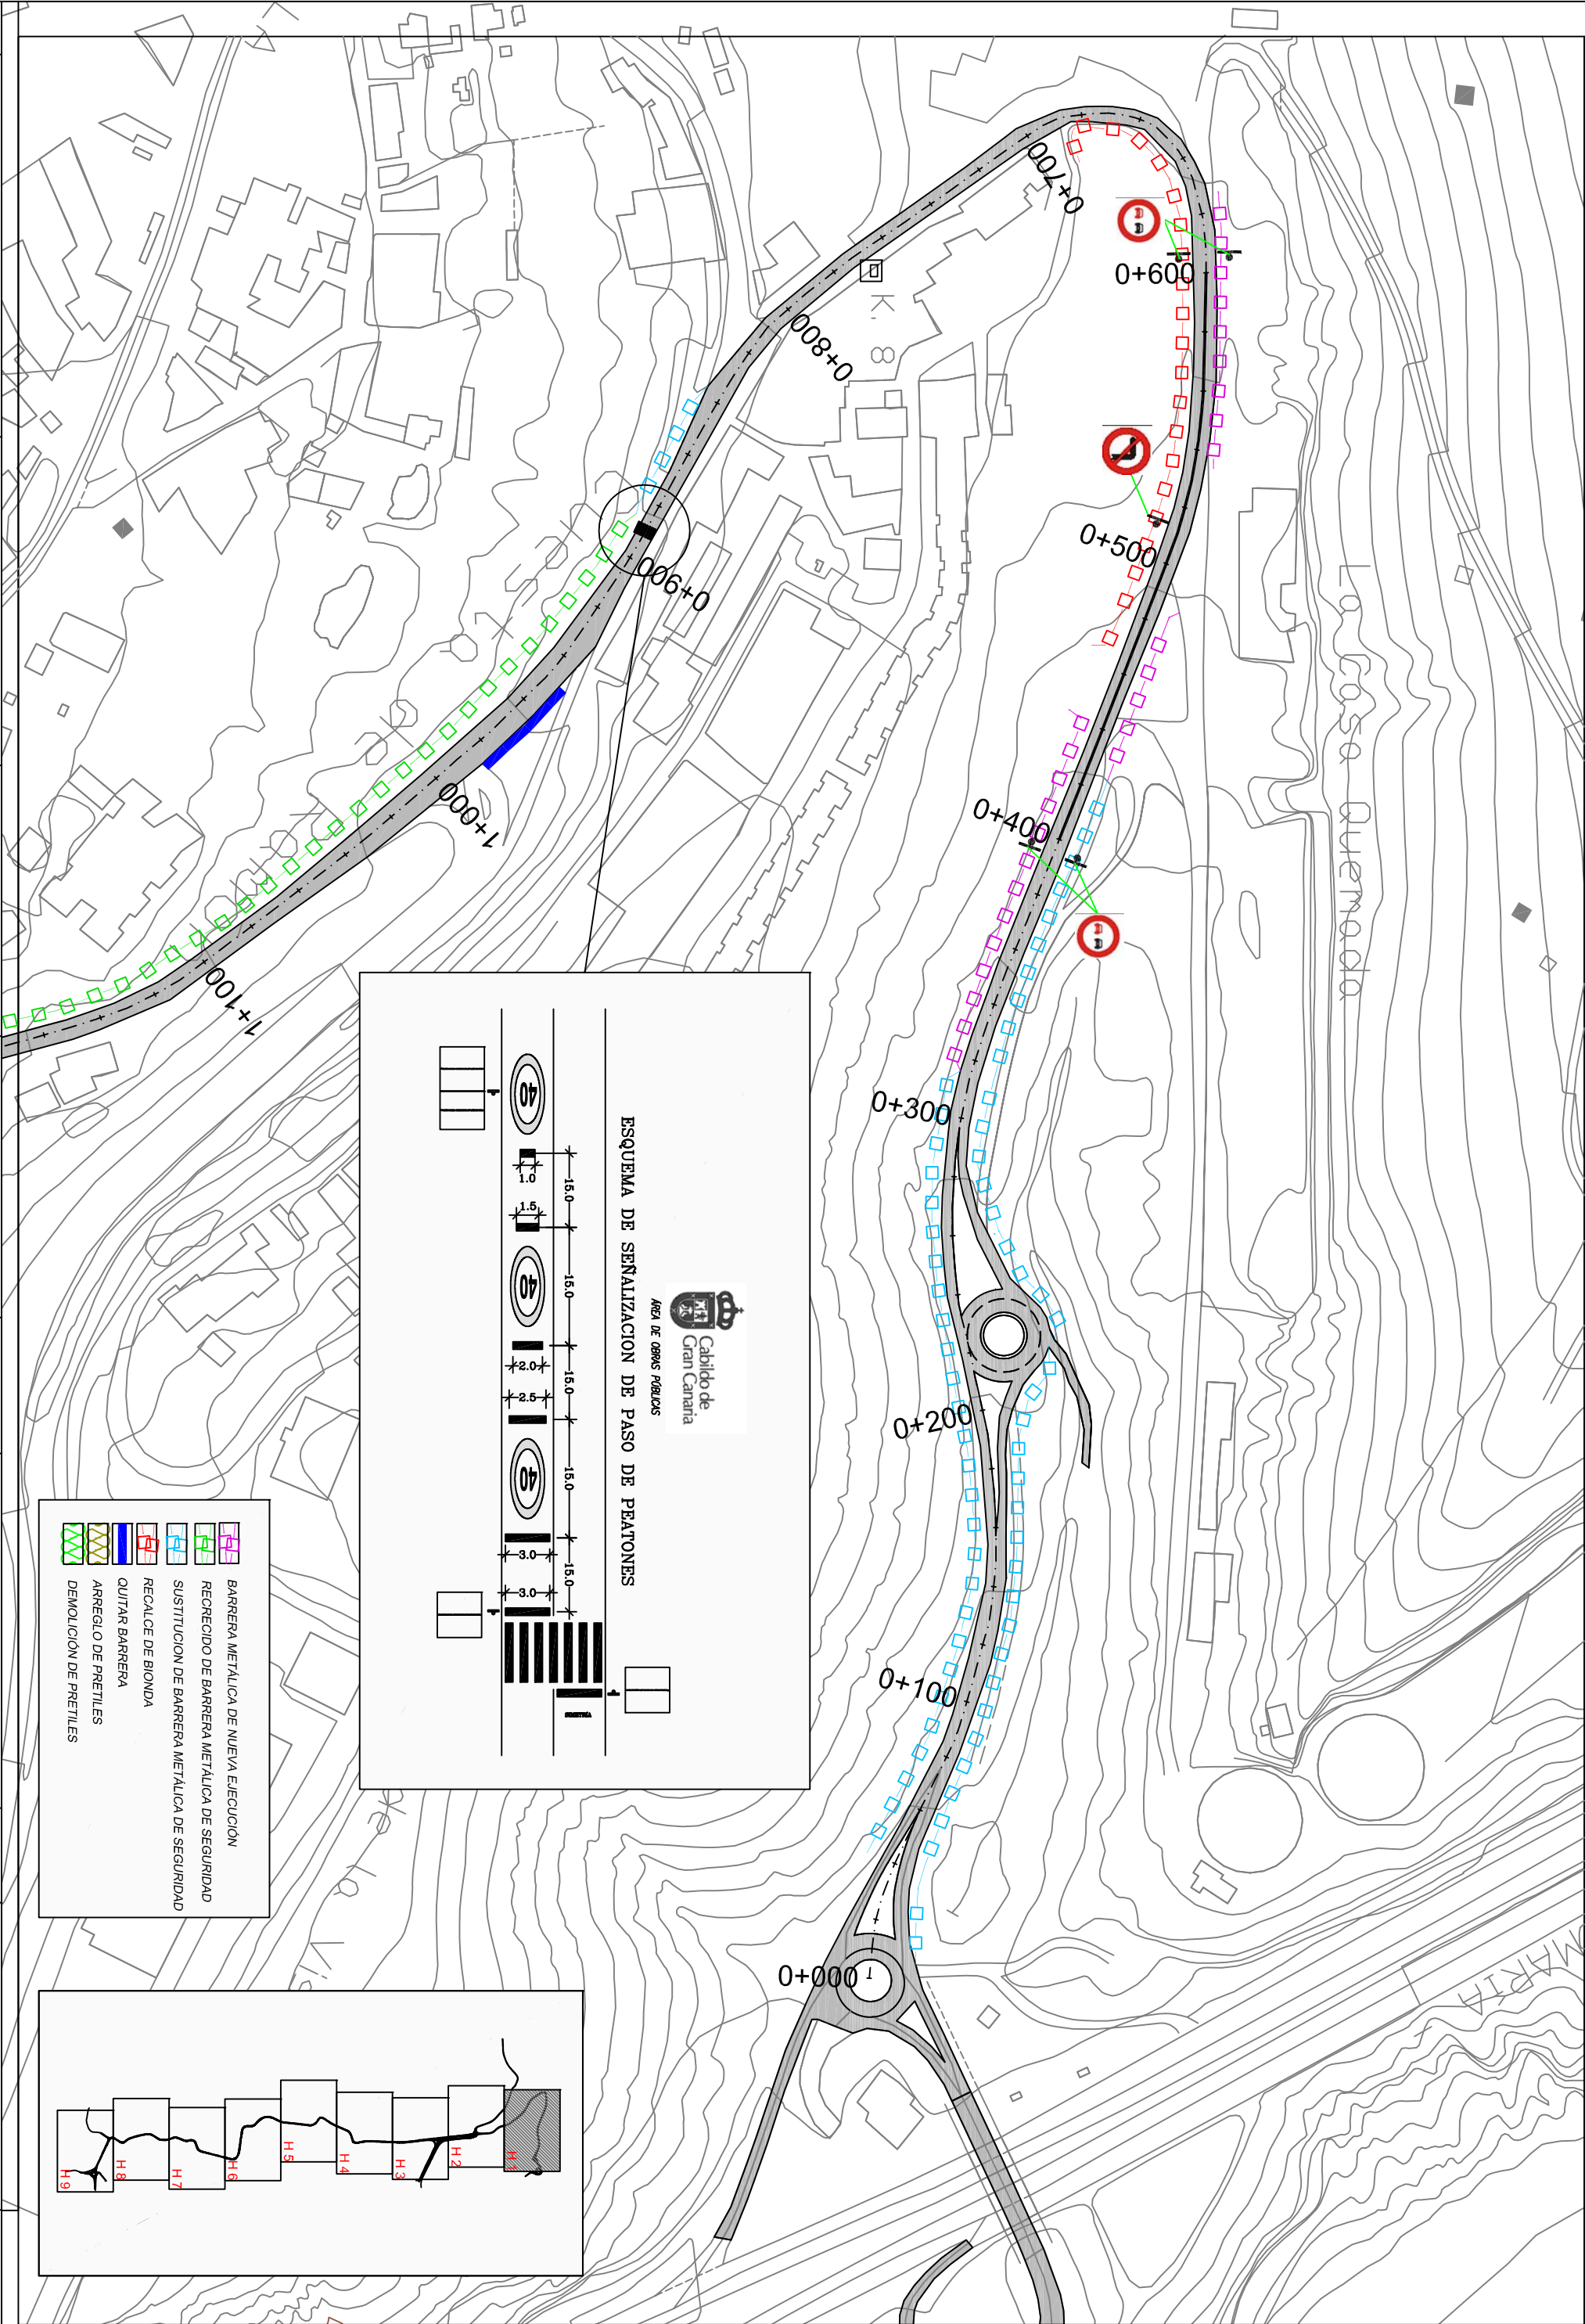 0+000
0+100
0+200
0+300
0+400
0+500
0+600
0+700
0+800
0+900
1+000
1+100
K. 8
La Cosa Quemada
Cabildo de
Gran Canaria
ÁREA DE OBRAS PÚBLICAS
ESQUEMA DE SEÑALIZACION DE PASO DE PEATONES
15.0
15.0
15.0
15.0
15.0
1.0
1.5
2.0
2.5
3.0
3.0
40
40
40
SIMETRÍA
BARRERA METÁLICA DE NUEVA EJECUCIÓN
RECRECIDO DE BARRERA METÁLICA DE SEGURIDAD
SUSTITUCION DE BARRERA METÁLICA DE SEGURIDAD
RECALCE DE BIONDA
QUITAR BARRERA
ARREGLO DE PRETILES
DEMOLICIÓN DE PRETILES
H 1
H 2
H 3
H 4
H 5
H 6
H 7
H 8
H 9